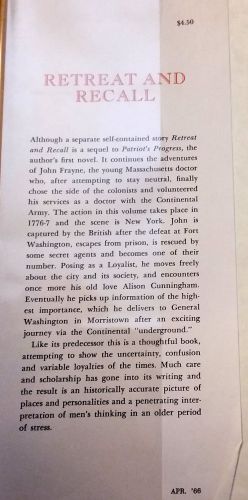 $4.50
RETREAT AND
RECALL
Although a separate self-contained story Retreat
and Recall is a sequel to Patriot's Progress, the
author's first novel. It continues the adventures
of John Frayne, the young Massachusetts doctor
who, after attempting to stay neutral, finally
chose the side of the colonists and volunteered
his services as a doctor with the Continental
Army. The action in this volume takes place in
1776-7 and the scene is New York. John is
captured by the British after the defeat at Fort
Washington, escapes from prison, is rescued by
some secret agents and becomes one of their
number. Posing as a Loyalist, he moves freely
about the city and its society, and encounters
once more his old love Alison Cunningham.
Eventually he picks up information of the high-
est importance, which he delivers to General
Washington in Morristown after an exciting
journey via the Continental "underground."
Like its predecessor this is a thoughtful book,
attempting to show the uncertainty, confusion
and variable loyalties of the times. Much care
and scholarship has gone into its writing and
the result is an historically accurate picture of
places and personalities and a penetrating inter-
pretation of men's thinking in an older period
of stress.
APR. '66